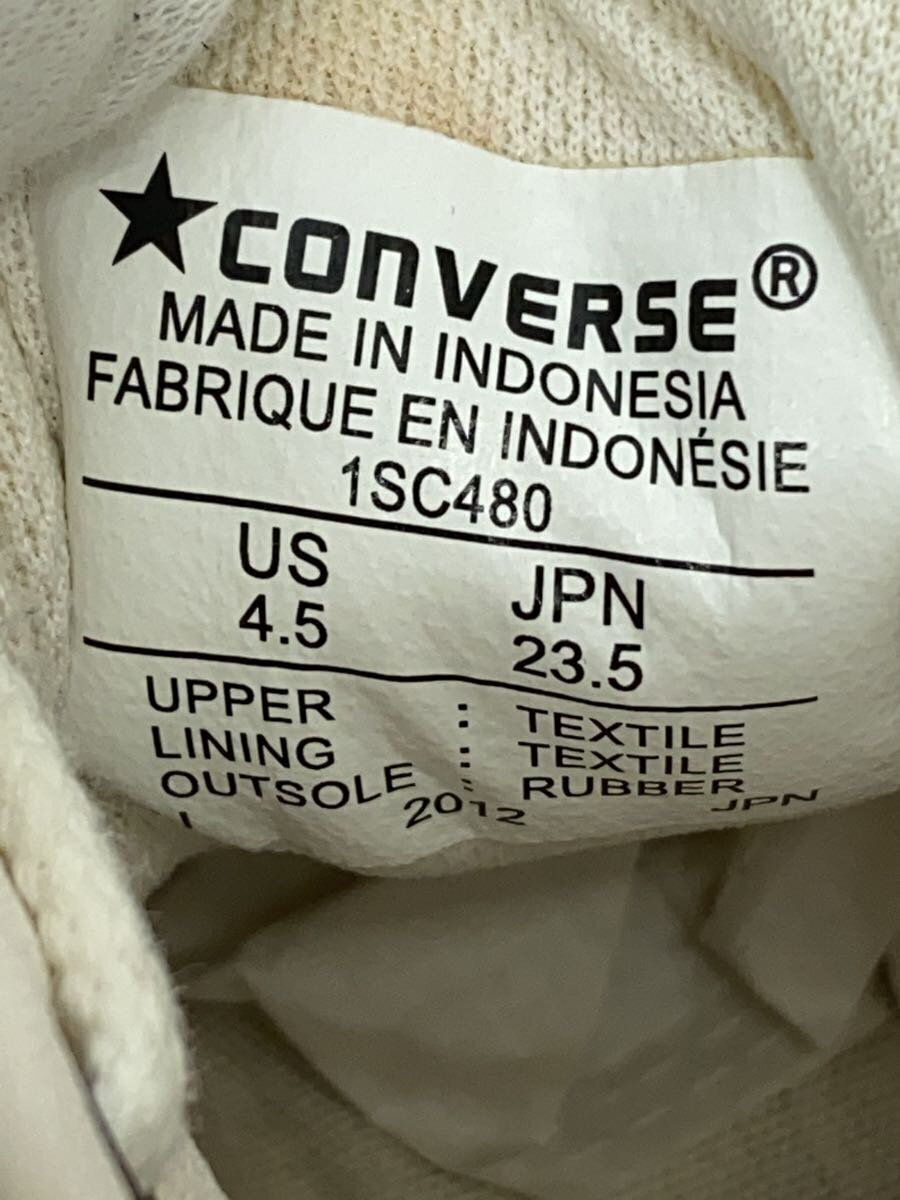 CONVERSE®
MADE IN INDONESIA
FABRIQUE EN INDONÉSIE
1SC480
US JPN
4.5 23.5
UPPER : TEXTILE
LINING : TEXTILE
OUTSOLE : RUBBER
2012 JPN